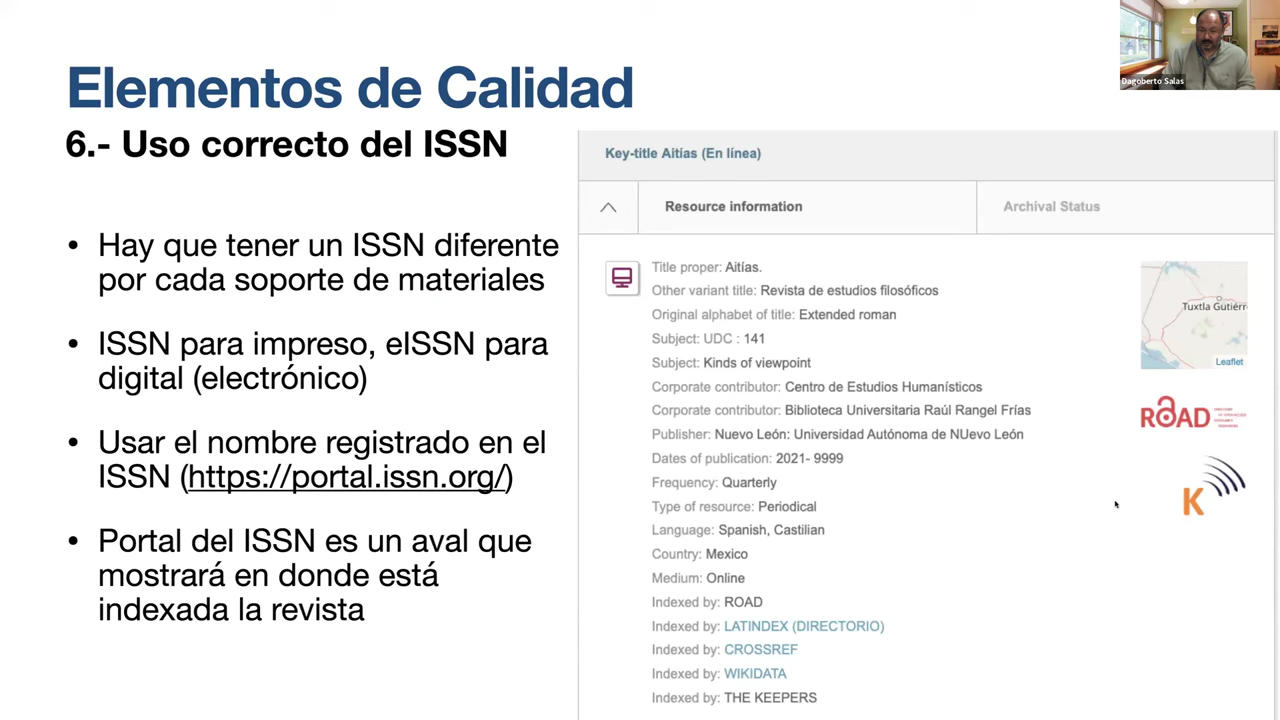 Dagoberto Salas
Elementos de Calidad
6.- Uso correcto del ISSN
• Hay que tener un ISSN diferente
por cada soporte de materiales
• ISSN para impreso, eISSN para
digital (electrónico)
• Usar el nombre registrado en el
ISSN (https://portal.issn.org/)
• Portal del ISSN es un aval que
mostrará en donde está
indexada la revista
Key-title Aitías (En línea)
Resource information
Archival Status
Title proper: Aitías.
Other variant title: Revista de estudios filosóficos
Original alphabet of title: Extended roman
Subject: UDC : 141
Subject: Kinds of viewpoint
Corporate contributor: Centro de Estudios Humanísticos
Corporate contributor: Biblioteca Universitaria Raúl Rangel Frías
Publisher: Nuevo León: Universidad Autónoma de NUevo León
Dates of publication: 2021- 9999
Frequency: Quarterly
Type of resource: Periodical
Language: Spanish, Castilian
Country: Mexico
Medium: Online
Indexed by: ROAD
Indexed by: LATINDEX (DIRECTORIO)
Indexed by: CROSSREF
Indexed by: WIKIDATA
Indexed by: THE KEEPERS
Tuxtla Gutiérr
Leaflet
ROAD
K